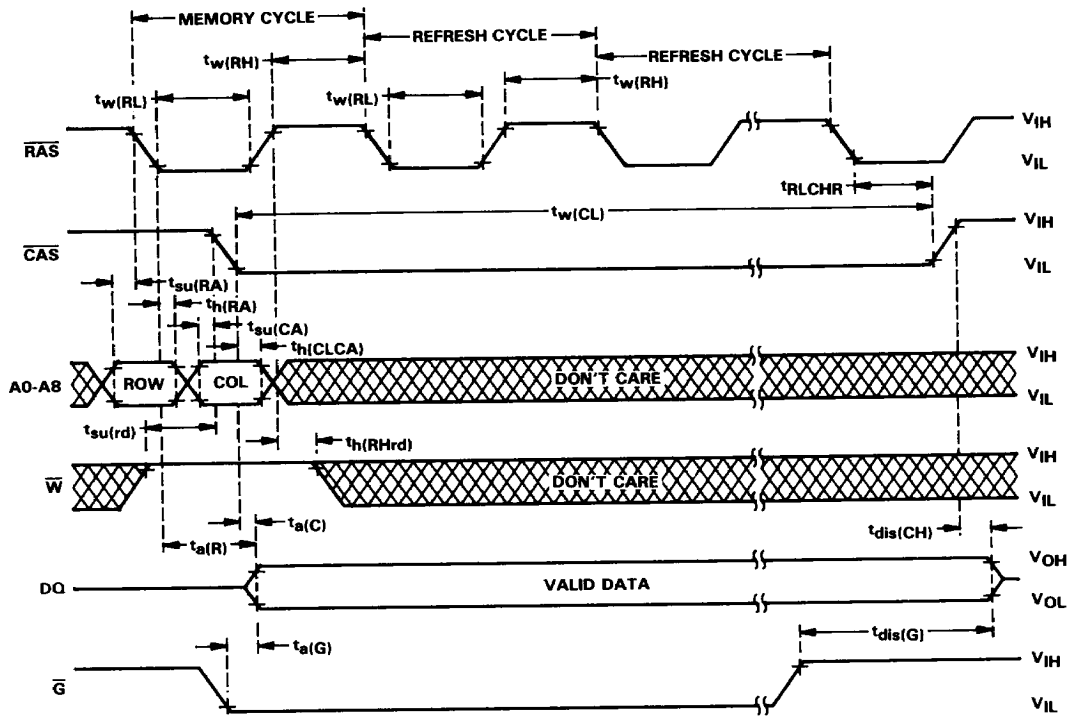 MEMORY CYCLE
REFRESH CYCLE
REFRESH CYCLE
tw(RH)
tw(RH)
tw(RL)
tw(RL)
RAS
VIH
VIL
tRLCHR
tw(CL)
CAS
VIH
VIL
tsu(RA)
th(RA)
tsu(CA)
th(CLCA)
A0-A8
ROW
COL
DON'T CARE
VIH
VIL
tsu(rd)
th(RHrd)
W
DON'T CARE
VIH
VIL
ta(C)
ta(R)
tdis(CH)
DQ
VALID DATA
VOH
VOL
ta(G)
tdis(G)
G
VIH
VIL